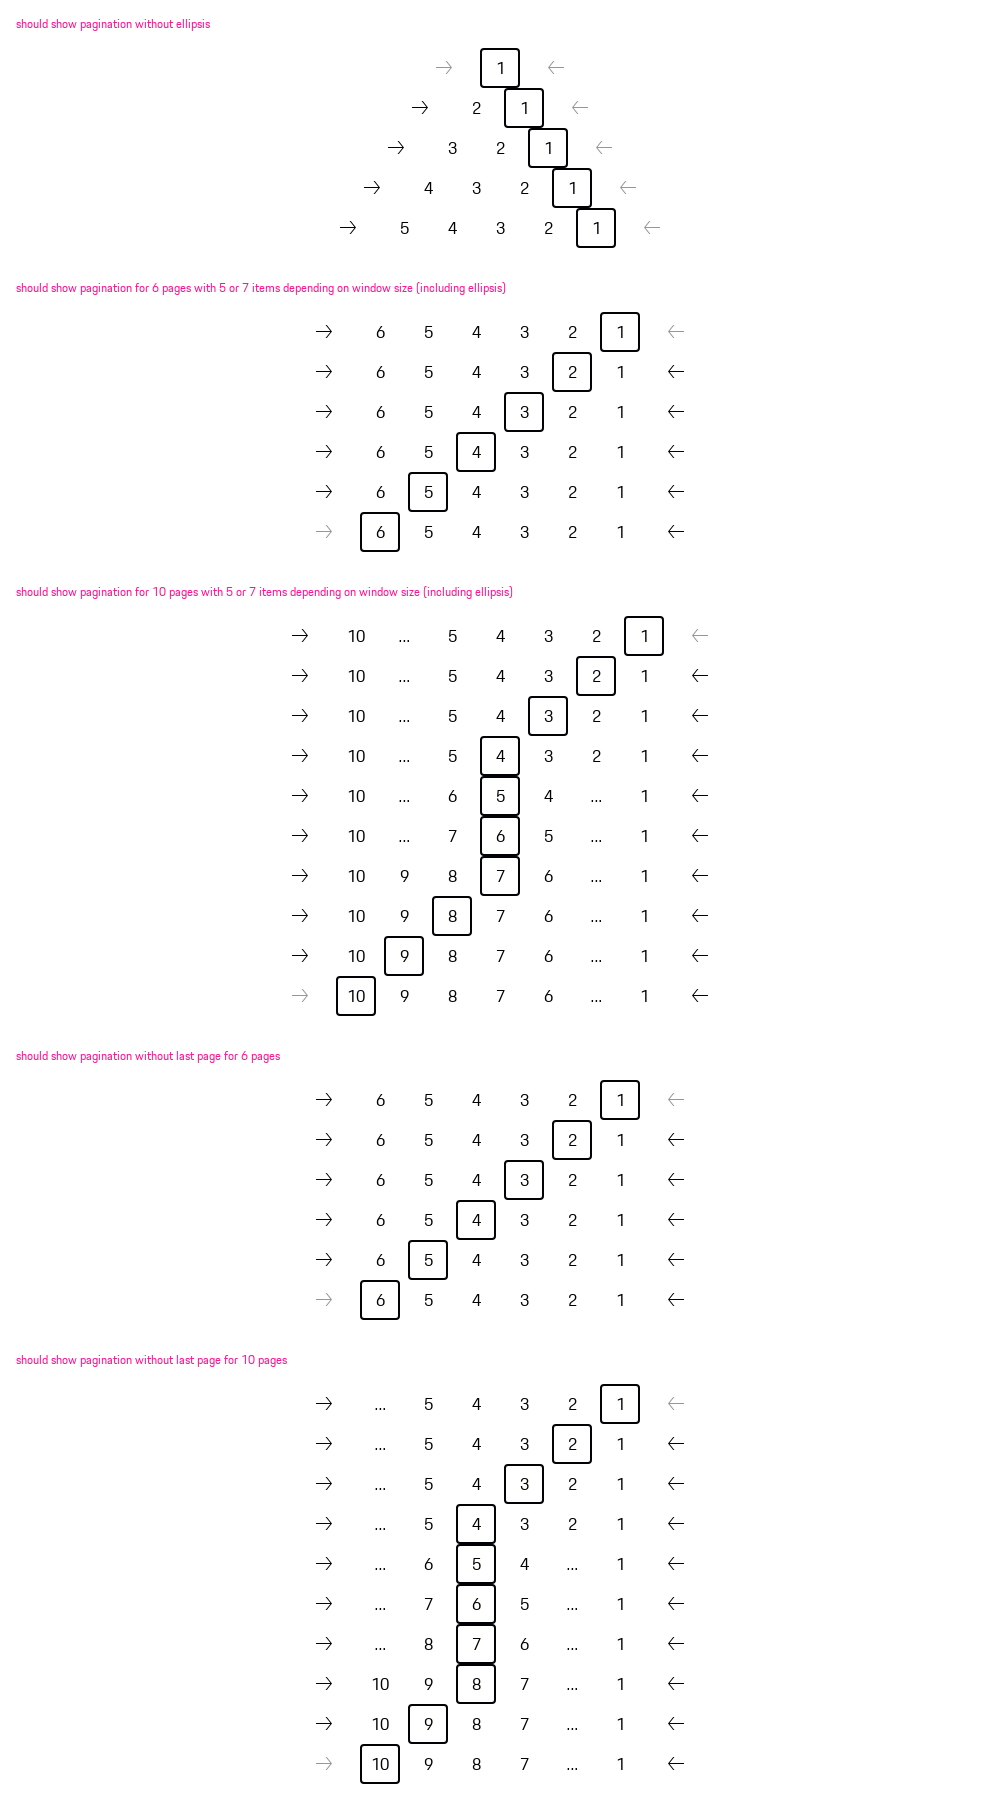 should show pagination without ellipsis
→ 1 ←
→ 2 1 ←
→ 3 2 1 ←
→ 4 3 2 1 ←
→ 5 4 3 2 1 ←
should show pagination for 6 pages with 5 or 7 items depending on window size (including ellipsis)
→ 6 5 4 3 2 1 ←
→ 6 5 4 3 2 1 ←
→ 6 5 4 3 2 1 ←
→ 6 5 4 3 2 1 ←
→ 6 5 4 3 2 1 ←
→ 6 5 4 3 2 1 ←
should show pagination for 10 pages with 5 or 7 items depending on window size (including ellipsis)
→ 10 ... 5 4 3 2 1 ←
→ 10 ... 5 4 3 2 1 ←
→ 10 ... 5 4 3 2 1 ←
→ 10 ... 5 4 3 2 1 ←
→ 10 ... 6 5 4 ... 1 ←
→ 10 ... 7 6 5 ... 1 ←
→ 10 9 8 7 6 ... 1 ←
→ 10 9 8 7 6 ... 1 ←
→ 10 9 8 7 6 ... 1 ←
→ 10 9 8 7 6 ... 1 ←
should show pagination without last page for 6 pages
→ 6 5 4 3 2 1 ←
→ 6 5 4 3 2 1 ←
→ 6 5 4 3 2 1 ←
→ 6 5 4 3 2 1 ←
→ 6 5 4 3 2 1 ←
→ 6 5 4 3 2 1 ←
should show pagination without last page for 10 pages
→ ... 5 4 3 2 1 ←
→ ... 5 4 3 2 1 ←
→ ... 5 4 3 2 1 ←
→ ... 5 4 3 2 1 ←
→ ... 6 5 4 ... 1 ←
→ ... 7 6 5 ... 1 ←
→ ... 8 7 6 ... 1 ←
→ 10 9 8 7 ... 1 ←
→ 10 9 8 7 ... 1 ←
→ 10 9 8 7 ... 1 ←